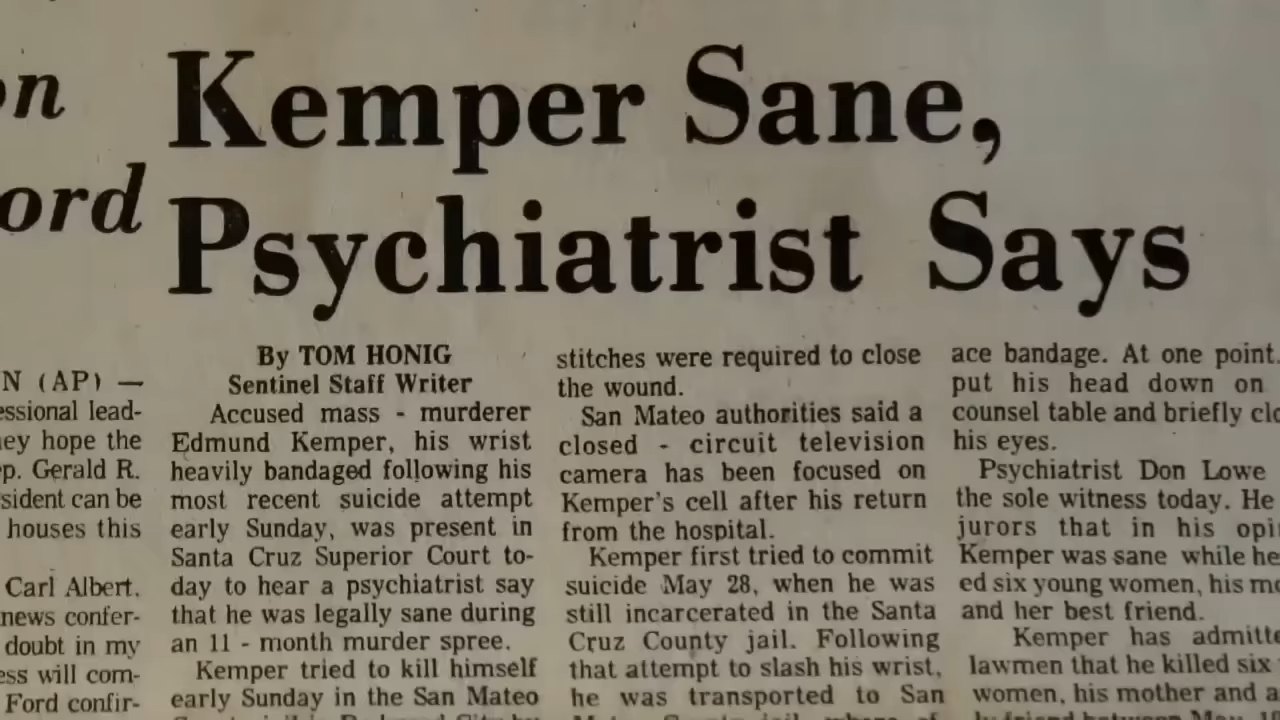 on
ord
Kemper Sane,
Psychiatrist Says
N (AP) —
essional lead-
hey hope the
ep. Gerald R.
sident can be
houses this
Carl Albert.
news confer-
doubt in my
ess will com-
Ford confir-
By TOM HONIG
Sentinel Staff Writer
Accused mass - murderer
Edmund Kemper, his wrist
heavily bandaged following his
most recent suicide attempt
early Sunday, was present in
Santa Cruz Superior Court to-
day to hear a psychiatrist say
that he was legally sane during
an 11 - month murder spree.
Kemper tried to kill himself
early Sunday in the San Mateo
stitches were required to close
the wound.
San Mateo authorities said a
closed - circuit television
camera has been focused on
Kemper's cell after his return
from the hospital.
Kemper first tried to commit
suicide May 28, when he was
still incarcerated in the Santa
Cruz County jail. Following
that attempt to slash his wrist,
he was transported to San
ace bandage. At one point
put his head down on
counsel table and briefly clo
his eyes.
Psychiatrist Don Lowe
the sole witness today. He
jurors that in his opi
Kemper was sane while he
ed six young women, his mo
and her best friend.
Kemper has admitte
lawmen that he killed six
women, his mother and a